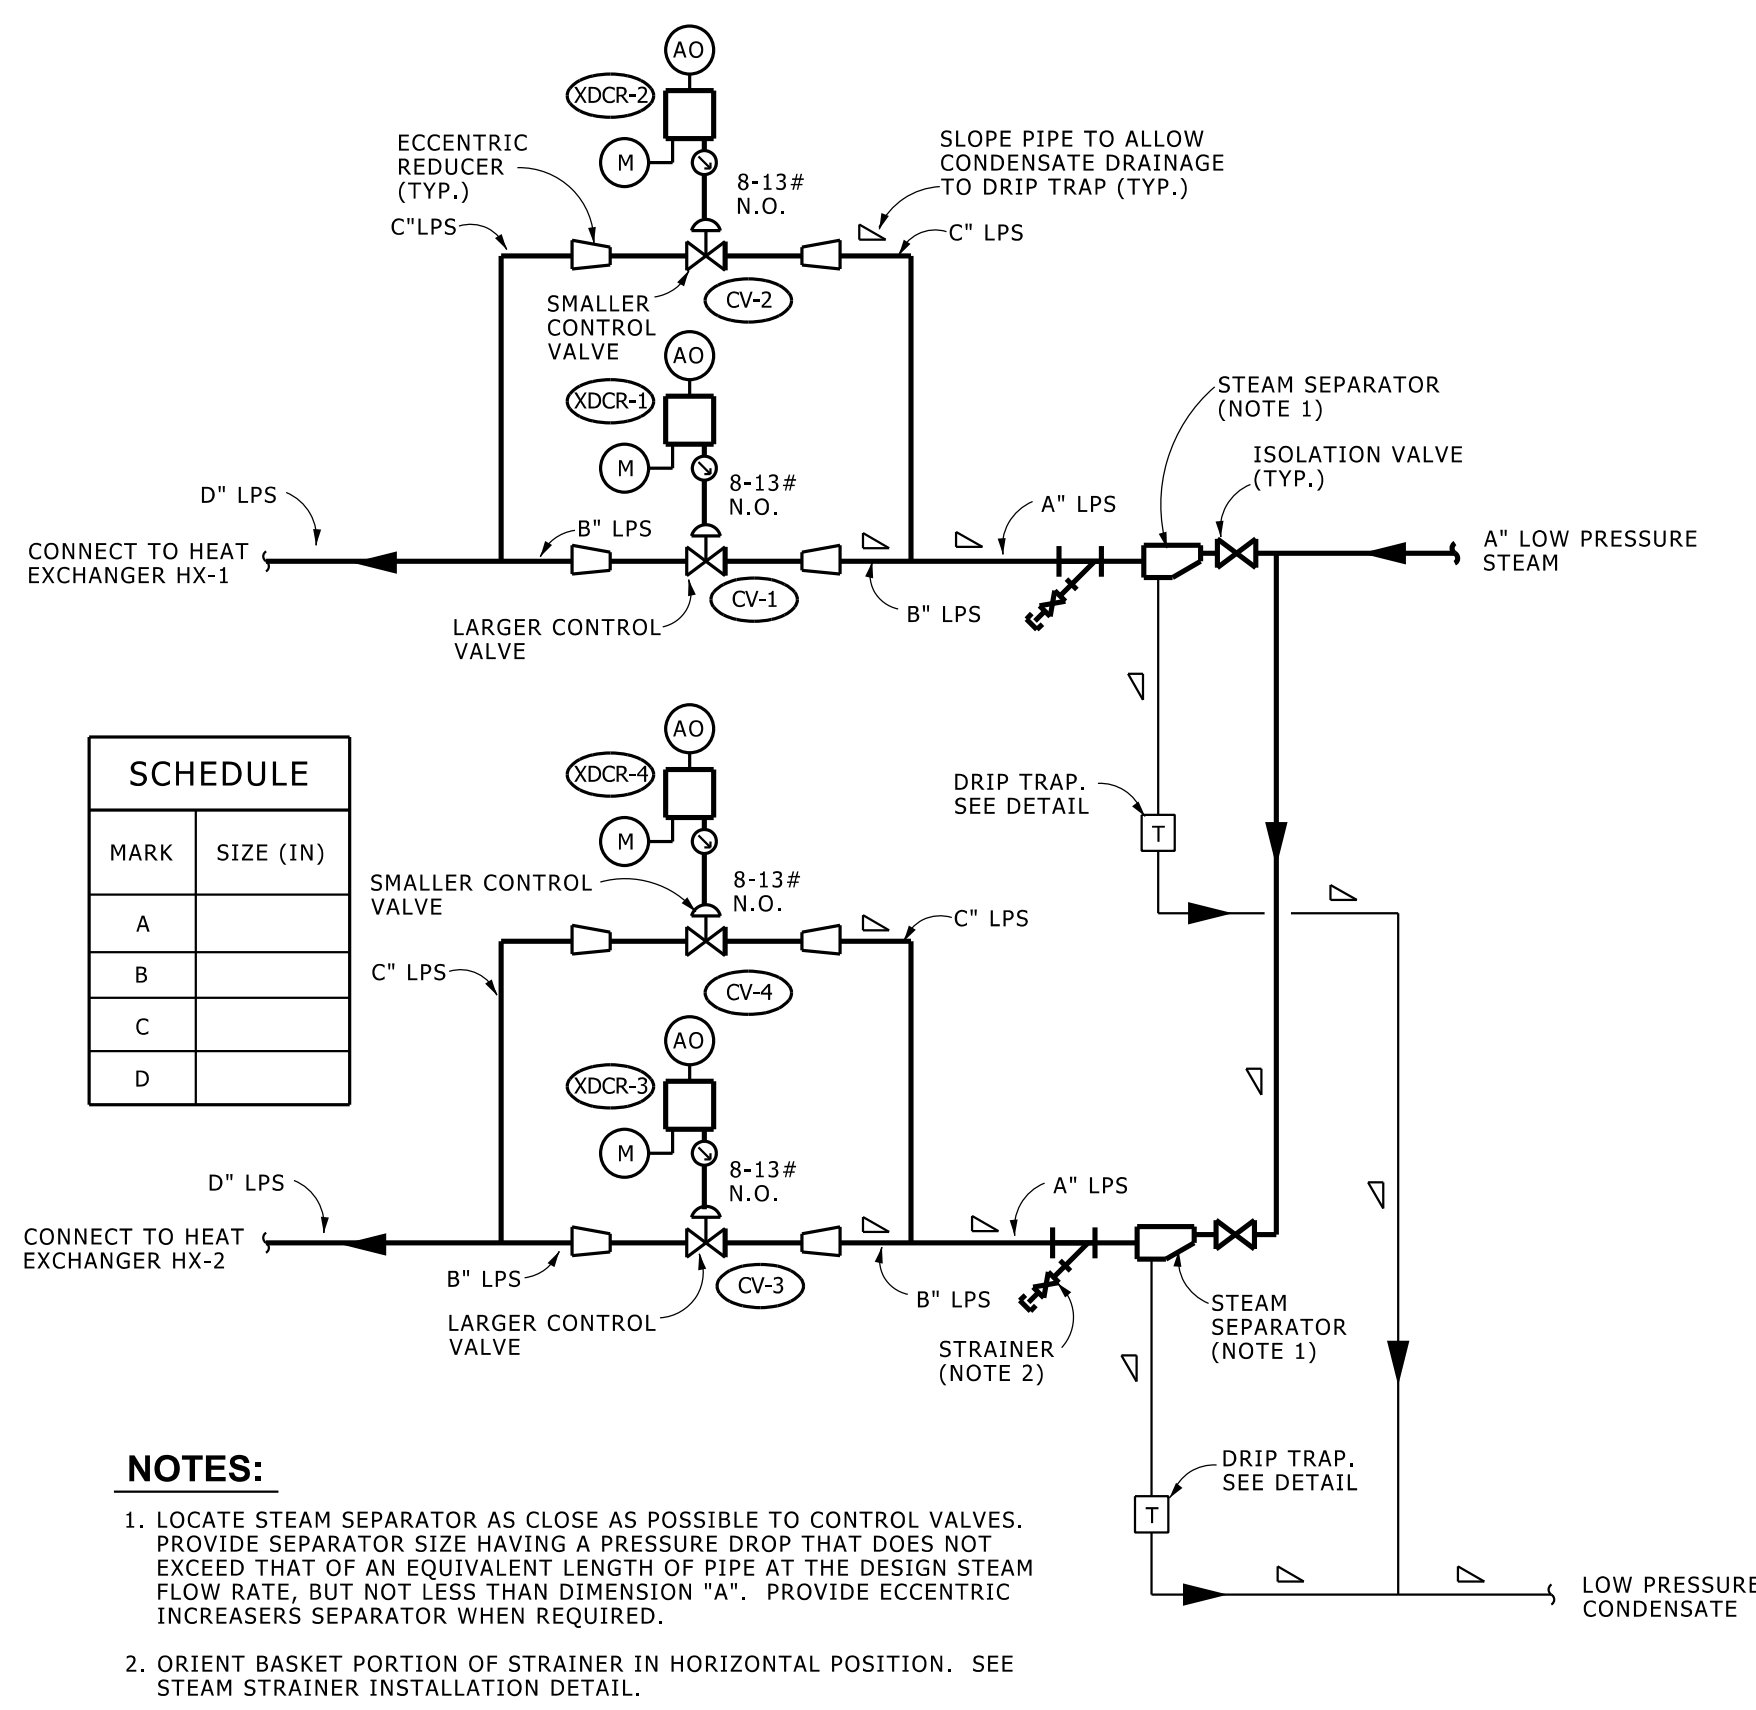 AO
XDCR-2
M
8-13#
N.O.
ECCENTRIC
REDUCER
(TYP.)
C"LPS
SLOPE PIPE TO ALLOW
CONDENSATE DRAINAGE
TO DRIP TRAP (TYP.)
C" LPS
SMALLER
CONTROL
VALVE
CV-2
AO
XDCR-1
M
8-13#
N.O.
STEAM SEPARATOR
(NOTE 1)
ISOLATION VALVE
(TYP.)
D" LPS
B" LPS
A" LPS
CONNECT TO HEAT
EXCHANGER HX-1
A" LOW PRESSURE
STEAM
CV-1
B" LPS
LARGER CONTROL
VALVE
AO
XDCR-4
M
8-13#
N.O.
SMALLER CONTROL
VALVE
DRIP TRAP.
SEE DETAIL
T
C" LPS
C" LPS
CV-4
SCHEDULE
MARK SIZE (IN)
A
B
C
D
AO
XDCR-3
M
8-13#
N.O.
D" LPS
A" LPS
CONNECT TO HEAT
EXCHANGER HX-2
B" LPS
CV-3
B" LPS
LARGER CONTROL
VALVE
STRAINER
(NOTE 2)
STEAM
SEPARATOR
(NOTE 1)
DRIP TRAP.
SEE DETAIL
T
LOW PRESSURE
CONDENSATE
NOTES:
1. LOCATE STEAM SEPARATOR AS CLOSE AS POSSIBLE TO CONTROL VALVES.
PROVIDE SEPARATOR SIZE HAVING A PRESSURE DROP THAT DOES NOT
EXCEED THAT OF AN EQUIVALENT LENGTH OF PIPE AT THE DESIGN STEAM
FLOW RATE, BUT NOT LESS THAN DIMENSION "A". PROVIDE ECCENTRIC
INCREASERS SEPARATOR WHEN REQUIRED.
2. ORIENT BASKET PORTION OF STRAINER IN HORIZONTAL POSITION. SEE
STEAM STRAINER INSTALLATION DETAIL.